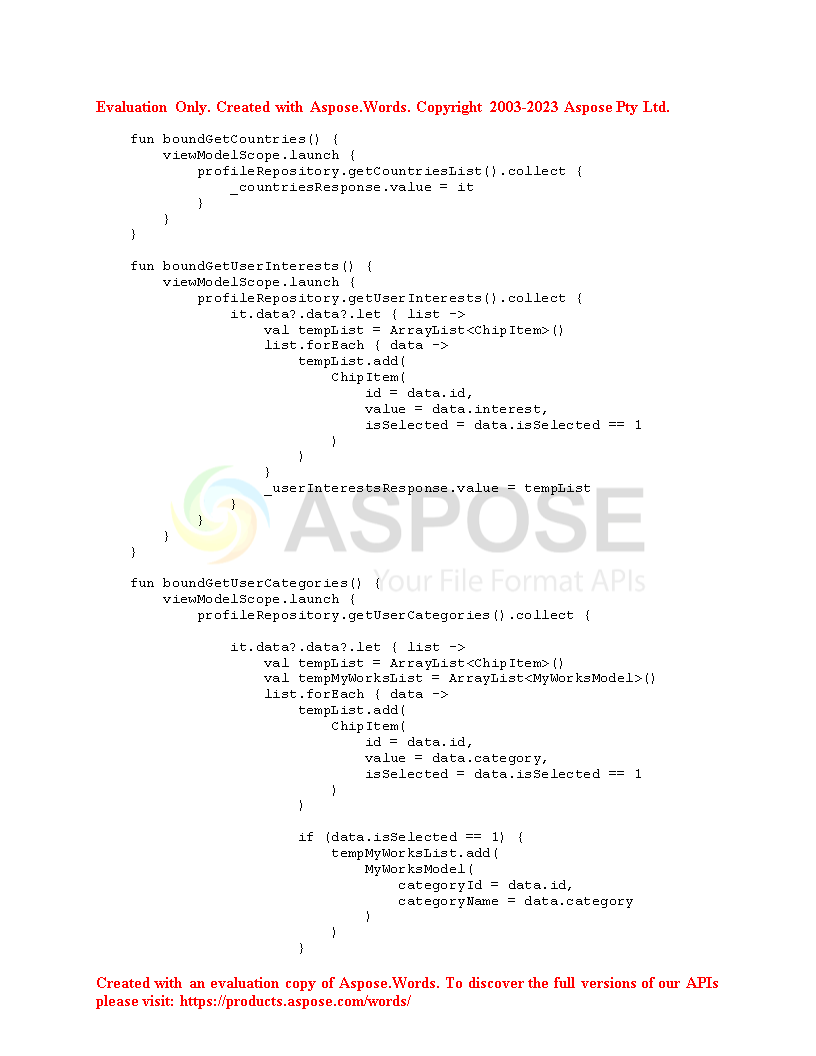 Evaluation Only. Created with Aspose.Words. Copyright 2003-2023 Aspose Pty Ltd.
fun boundGetCountries() {
    viewModelScope.launch {
        profileRepository.getCountriesList().collect {
            _countriesResponse.value = it
        }
    }
}

fun boundGetUserInterests() {
    viewModelScope.launch {
        profileRepository.getUserInterests().collect {
            it.data?.data?.let { list ->
                val tempList = ArrayList<ChipItem>()
                list.forEach { data ->
                    tempList.add(
                        ChipItem(
                            id = data.id,
                            value = data.interest,
                            isSelected = data.isSelected == 1
                        )
                    )
                }
                _userInterestsResponse.value = tempList
            }
        }
    }
}
ASPOSE
Your File Format APIs

fun boundGetUserCategories() {
    viewModelScope.launch {
        profileRepository.getUserCategories().collect {

            it.data?.data?.let { list ->
                val tempList = ArrayList<ChipItem>()
                val tempMyWorksList = ArrayList<MyWorksModel>()
                list.forEach { data ->
                    tempList.add(
                        ChipItem(
                            id = data.id,
                            value = data.category,
                            isSelected = data.isSelected == 1
                        )
                    )

                    if (data.isSelected == 1) {
                        tempMyWorksList.add(
                            MyWorksModel(
                                categoryId = data.id,
                                categoryName = data.category
                            )
                        )
                    }
Created with an evaluation copy of Aspose.Words. To discover the full versions of our APIs
please visit: https://products.aspose.com/words/